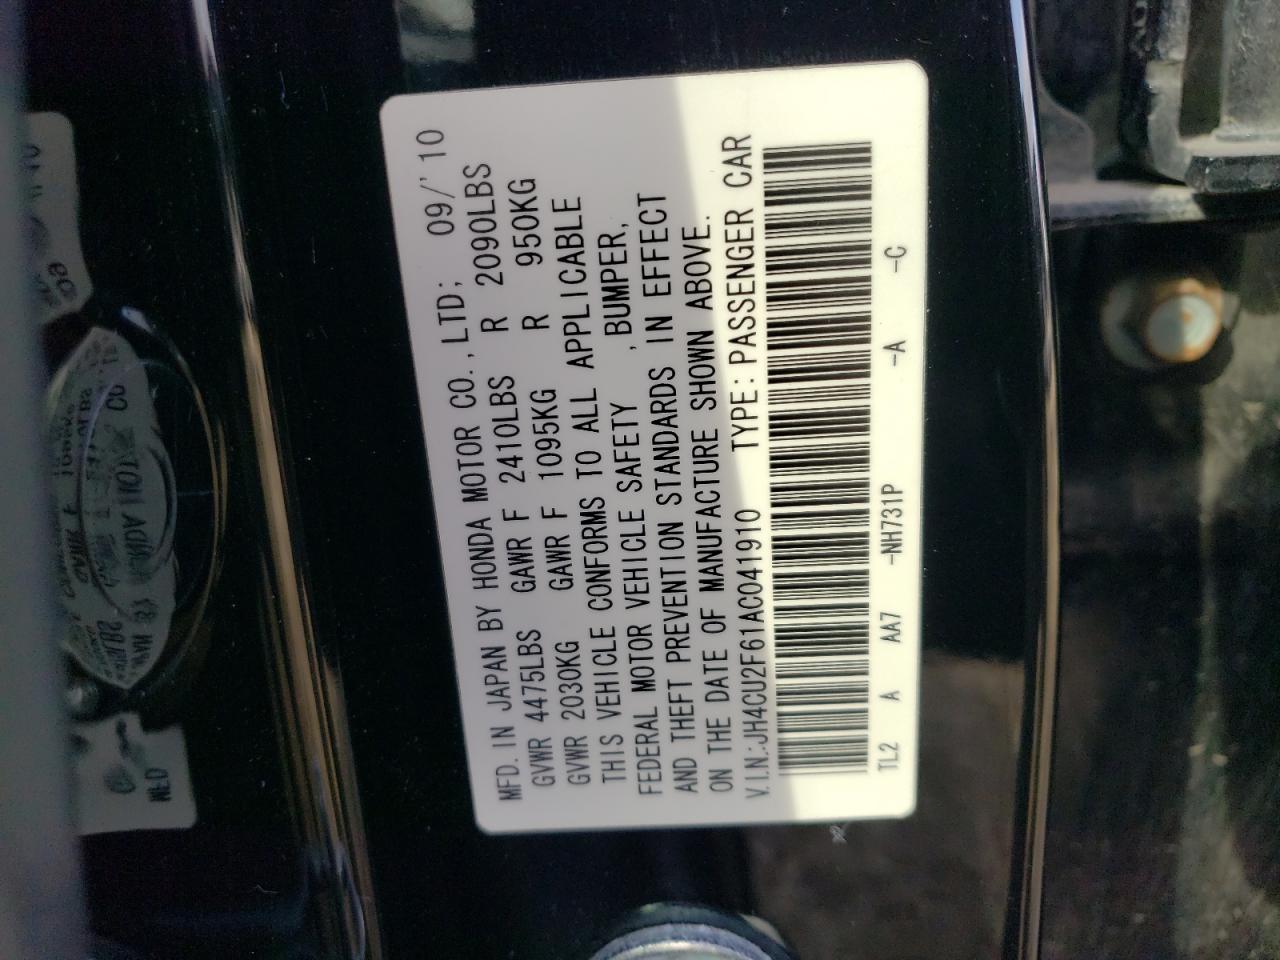 MFD. IN JAPAN BY HONDA MOTOR CO., LTD; 09/'10
GVWR 4475LBS GAWR F 2410LBS R 2090LBS
GVWR 2030KG GAWR F 1095KG R 950KG
THIS VEHICLE CONFORMS TO ALL APPLICABLE
FEDERAL MOTOR VEHICLE SAFETY ,BUMPER,
AND THEFT PREVENTION STANDARDS IN EFFECT
ON THE DATE OF MANUFACTURE SHOWN ABOVE.
V.I.N.:JH4CU2F61AC041910 TYPE:PASSENGER CAR
TL2 A AA7 -NH731P -A -C